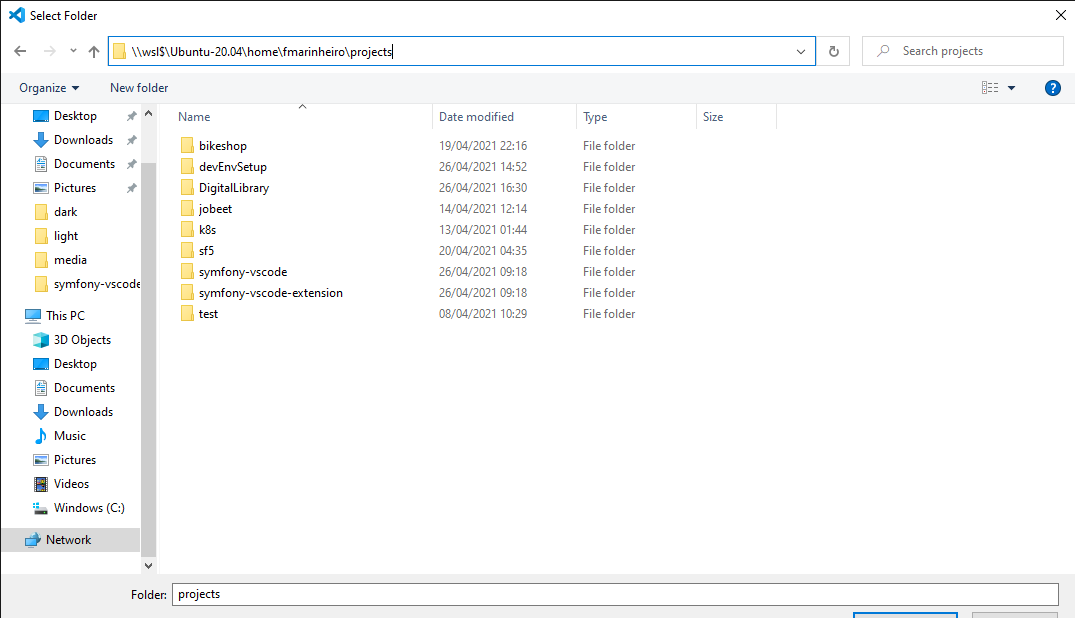 Select Folder
\\wsl$\Ubuntu-20.04\home\fmarinheiro\projects
Search projects
Organize
New folder
?
Desktop
Downloads
Documents
Pictures
dark
light
media
symfony-vscode
This PC
3D Objects
Desktop
Documents
Downloads
Music
Pictures
Videos
Windows (C:)
Network
Name Date modified Type Size
bikeshop 19/04/2021 22:16 File folder
devEnvSetup 26/04/2021 14:52 File folder
DigitalLibrary 26/04/2021 16:30 File folder
jobeet 14/04/2021 12:14 File folder
k8s 13/04/2021 01:44 File folder
sf5 20/04/2021 04:35 File folder
symfony-vscode 26/04/2021 09:18 File folder
symfony-vscode-extension 26/04/2021 09:18 File folder
test 08/04/2021 10:29 File folder
Folder: projects